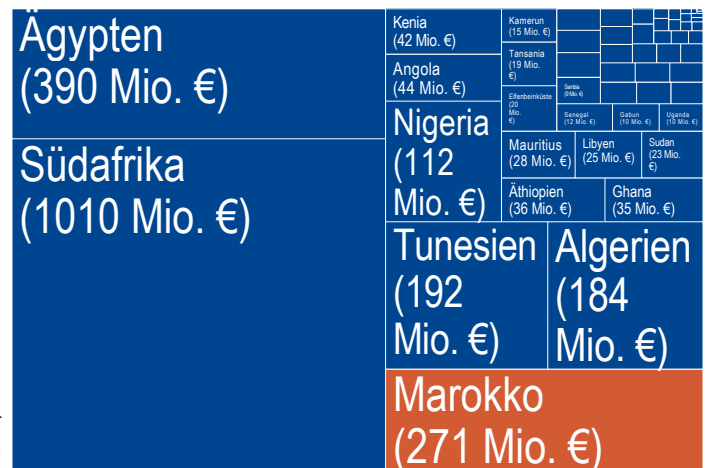 Ägypten
(390 Mio. €)
Südafrika
(1010 Mio. €)
Kenia
(42 Mio. €)
Angola
(44 Mio. €)
Nigeria
(112
Mio. €)
Kamerun
(15 Mio. €)
Tansania
(19 Mio.
€)
Elfenbeinküste
(20
Mio.
€)
Sambia
(9 Mio. €)
Senegal
(12 Mio. €)
Gabun
(10 Mio. €)
Uganda
(10 Mio. €)
Mauritius
(28 Mio. €)
Libyen
(25 Mio. €)
Sudan
(23 Mio.
€)
Äthiopien
(36 Mio. €)
Ghana
(35 Mio. €)
Tunesien
(192
Mio. €)
Algerien
(184
Mio. €)
Marokko
(271 Mio. €)